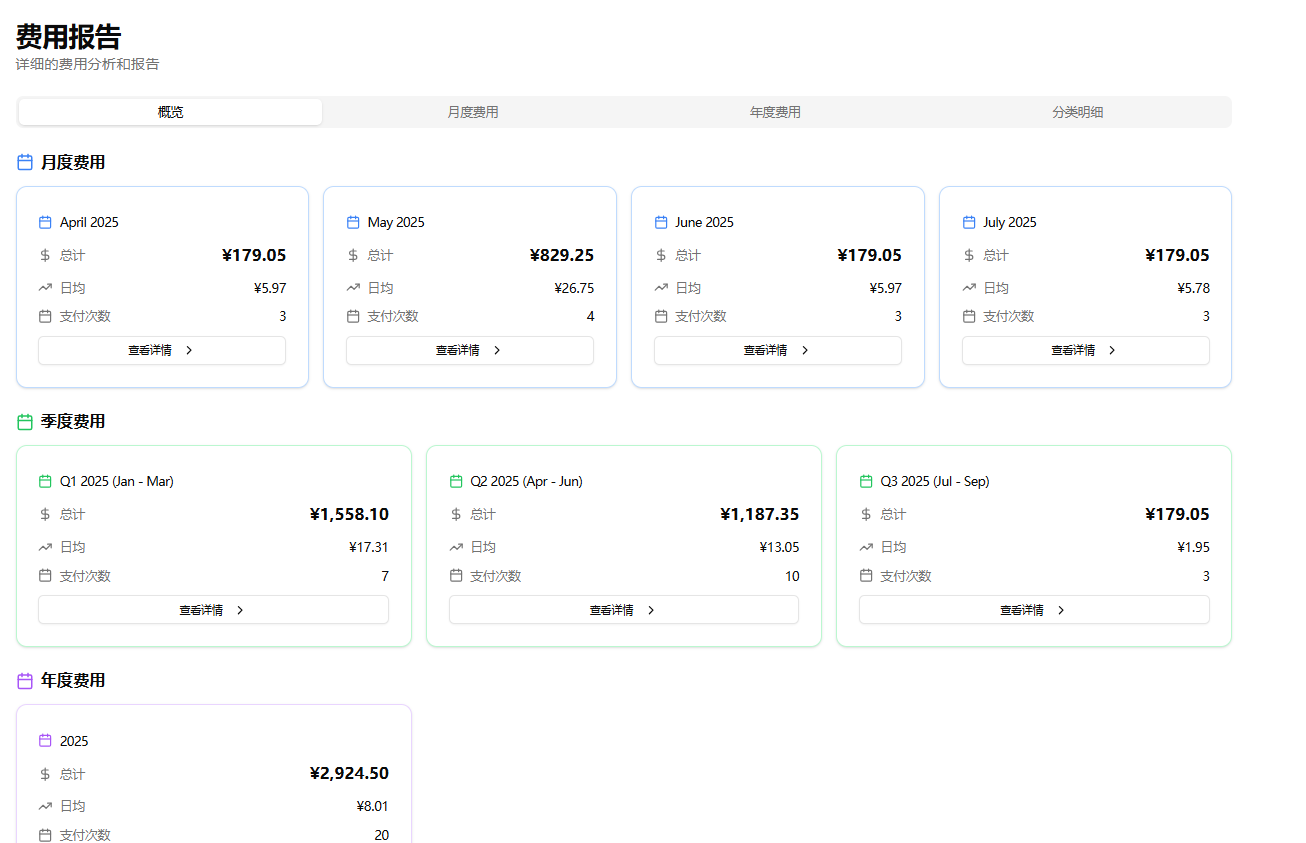 费用报告
详细的费用分析和报告
概览 月度费用 年度费用 分类明细
月度费用
April 2025 May 2025 June 2025 July 2025
总计 ¥179.05 总计 ¥829.25 总计 ¥179.05 总计 ¥179.05
日均 ¥5.97 日均 ¥26.75 日均 ¥5.97 日均 ¥5.78
支付次数 3 支付次数 4 支付次数 3 支付次数 3
查看详情 查看详情 查看详情 查看详情
季度费用
Q1 2025 (Jan - Mar) Q2 2025 (Apr - Jun) Q3 2025 (Jul - Sep)
总计 ¥1,558.10 总计 ¥1,187.35 总计 ¥179.05
日均 ¥17.31 日均 ¥13.05 日均 ¥1.95
支付次数 7 支付次数 10 支付次数 3
查看详情 查看详情 查看详情
年度费用
2025
总计 ¥2,924.50
日均 ¥8.01
支付次数 20